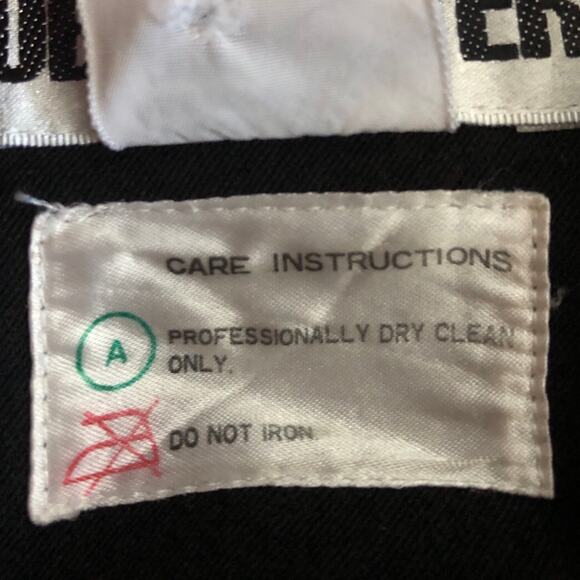 CARE INSTRUCTIONS
A
PROFESSIONALLY DRY CLEAN
ONLY.
DO NOT IRON.